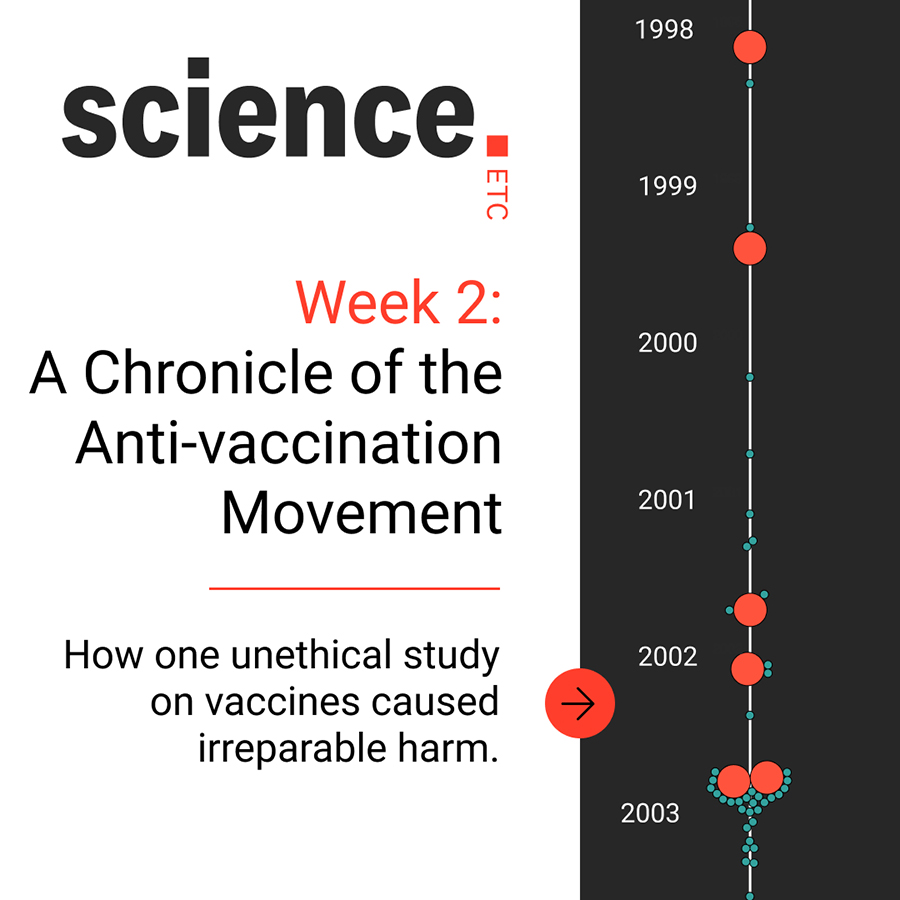 science.
ETC
Week 2:
A Chronicle of the
Anti-vaccination
Movement
How one unethical study
on vaccines caused
irreparable harm.
1998
1999
2000
2001
2002
2003